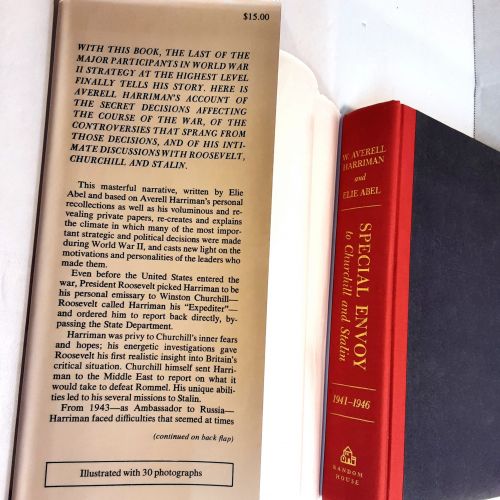 $15.00
WITH THIS BOOK, THE LAST OF THE
MAJOR PARTICIPANTS IN WORLD WAR
II STRATEGY AT THE HIGHEST LEVEL
FINALLY TELLS HIS STORY. HERE IS
AVERELL HARRIMAN'S ACCOUNT OF
THE SECRET DECISIONS AFFECTING
THE COURSE OF THE WAR, OF THE
CONTROVERSIES THAT SPRANG FROM
THOSE DECISIONS, AND OF HIS INTI-
MATE DISCUSSIONS WITH ROOSEVELT,
CHURCHILL AND STALIN.
This masterful narrative, written by Elie
Abel and based on Averell Harriman's personal
recollections as well as his voluminous and re-
vealing private papers, re-creates and explains
the climate in which many of the most impor-
tant strategic and political decisions were made
during World War II, and casts new light on the
motivations and personalities of the leaders who
made them.
Even before the United States entered the
war, President Roosevelt picked Harriman to be
his personal emissary to Winston Churchill—
Roosevelt called Harriman his "Expediter"—
and ordered him to report back directly, by-
passing the State Department.
Harriman was privy to Churchill's inner fears
and hopes; his energetic investigations gave
Roosevelt his first realistic insight into Britain's
critical situation. Churchill himself sent Harri-
man to the Middle East to report on what it
would take to defeat Rommel. His unique abili-
ties led to his several missions to Stalin.
From 1943—as Ambassador to Russia—
Harriman faced difficulties that seemed at times
(continued on back flap)
Illustrated with 30 photographs
W. AVERELL
HARRIMAN
and
ELIE ABEL
SPECIAL ENVOY
to Churchill and Stalin
1941–1946
RANDOM
HOUSE